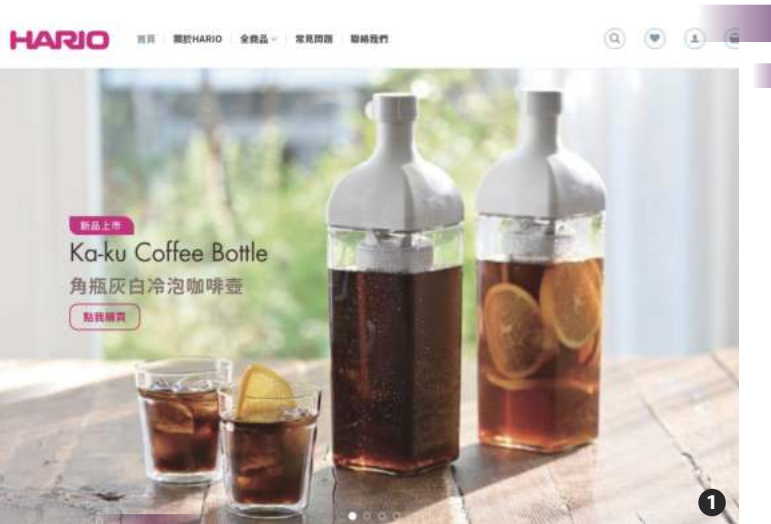 HARIO
首頁
關於HARIO
全商品
常見問題
聯絡我們
新品上市
Ka-ku Coffee Bottle
角瓶灰白冷泡咖啡壺
點我購買
1